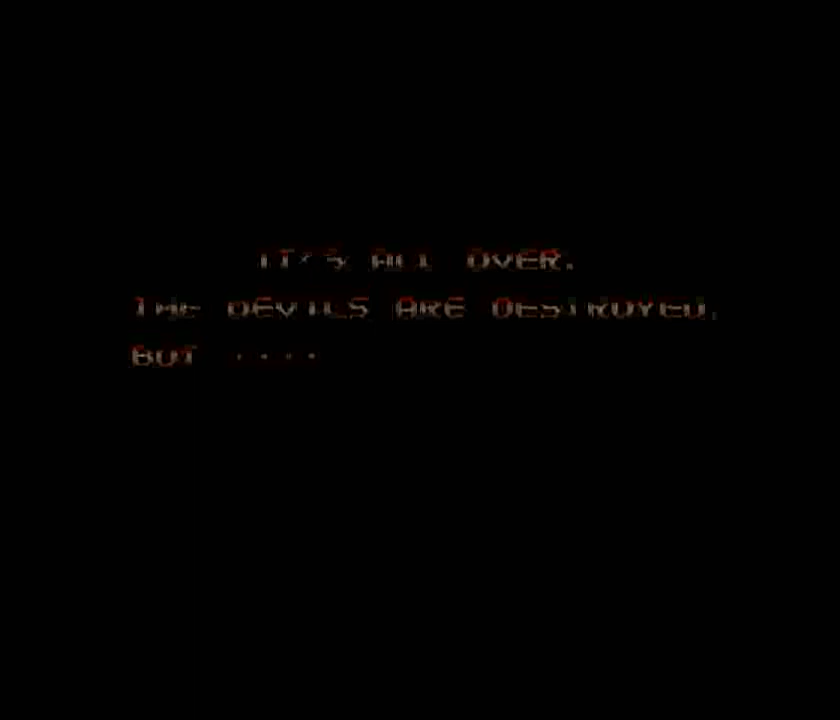 IT'S ALL OVER.
THE DEVILS ARE DESTROYED.
BUT ····